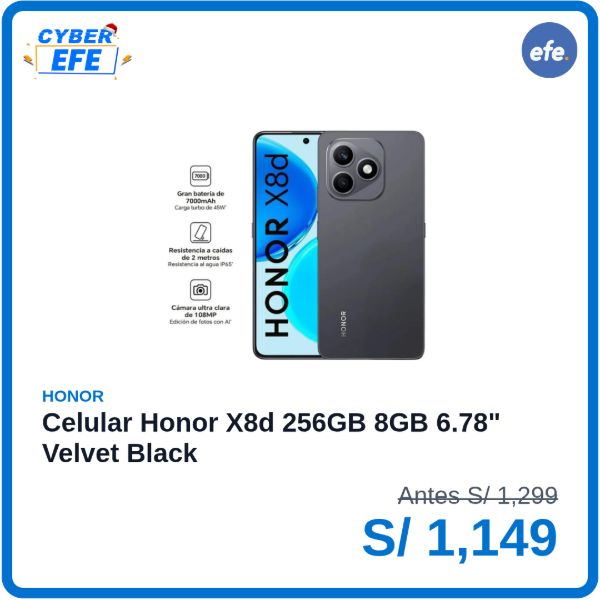 CYBER
EFE
efe.
7000
Gran batería de
7000mAh
Carga turbo de 45W*
Resistencia a caídas
de 2 metros
Resistencia al agua IP65*
Cámara ultra clara
de 108MP
Edición de fotos con AI*
HONOR X8d
HONOR
HONOR
Celular Honor X8d 256GB 8GB 6.78"
Velvet Black
Antes S/ 1,299
S/ 1,149